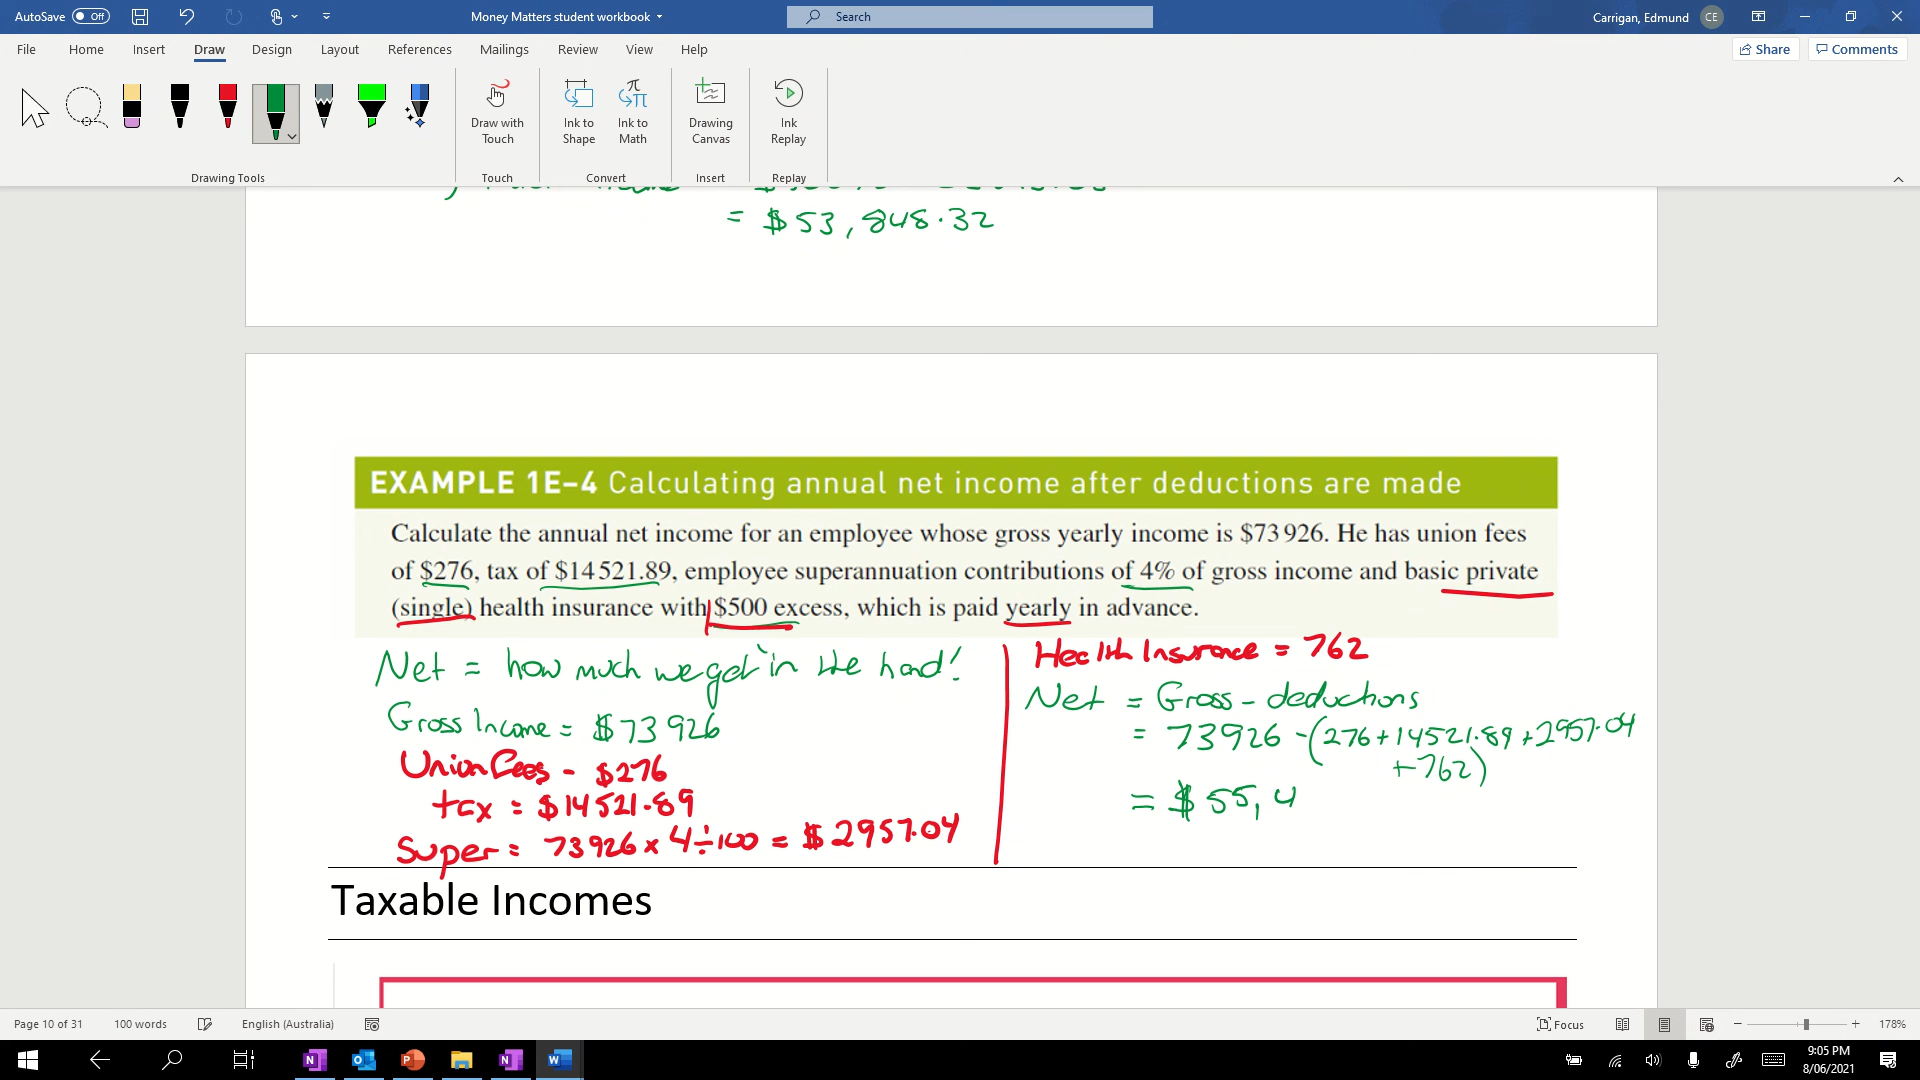 AutoSave Off
Money Matters student workbook
Search
Carrigan, Edmund CE
File Home Insert Draw Design Layout References Mailings Review View Help
Share Comments
Draw with Touch
Ink to Shape
Ink to Math
Drawing Canvas
Ink Replay
Drawing Tools Touch Convert Insert Replay
= $53,848.32
EXAMPLE 1E–4 Calculating annual net income after deductions are made
Calculate the annual net income for an employee whose gross yearly income is $73 926. He has union fees
of $276, tax of $14 521.89, employee superannuation contributions of 4% of gross income and basic private
(single) health insurance with $500 excess, which is paid yearly in advance.
Net = how much we get in the hand!
Gross Income = $73 926
Union Fees - $276
tax = $14521.89
Super = 73926 x 4 ÷ 100 = $2957.04
Health Insurance = 762
Net = Gross - deductions
= 73926 - (276 + 14521.89 + 2957.04
+ 762)
= $55,4
Taxable Incomes
Page 10 of 31 100 words English (Australia)
Focus 178%
9:05 PM
8/06/2021